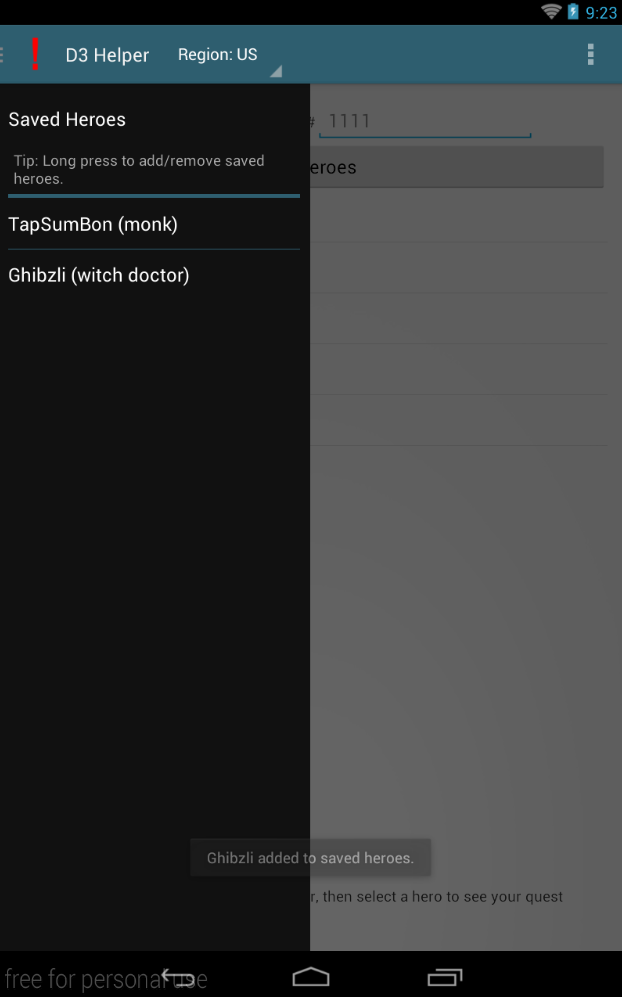 9:23
D3 Helper Region: US
Saved Heroes
# 1111
Tip: Long press to add/remove saved
heroes.
eroes
TapSumBon (monk)
Ghibzli (witch doctor)
Ghibzli added to saved heroes.
r, then select a hero to see your quest
free for personal use